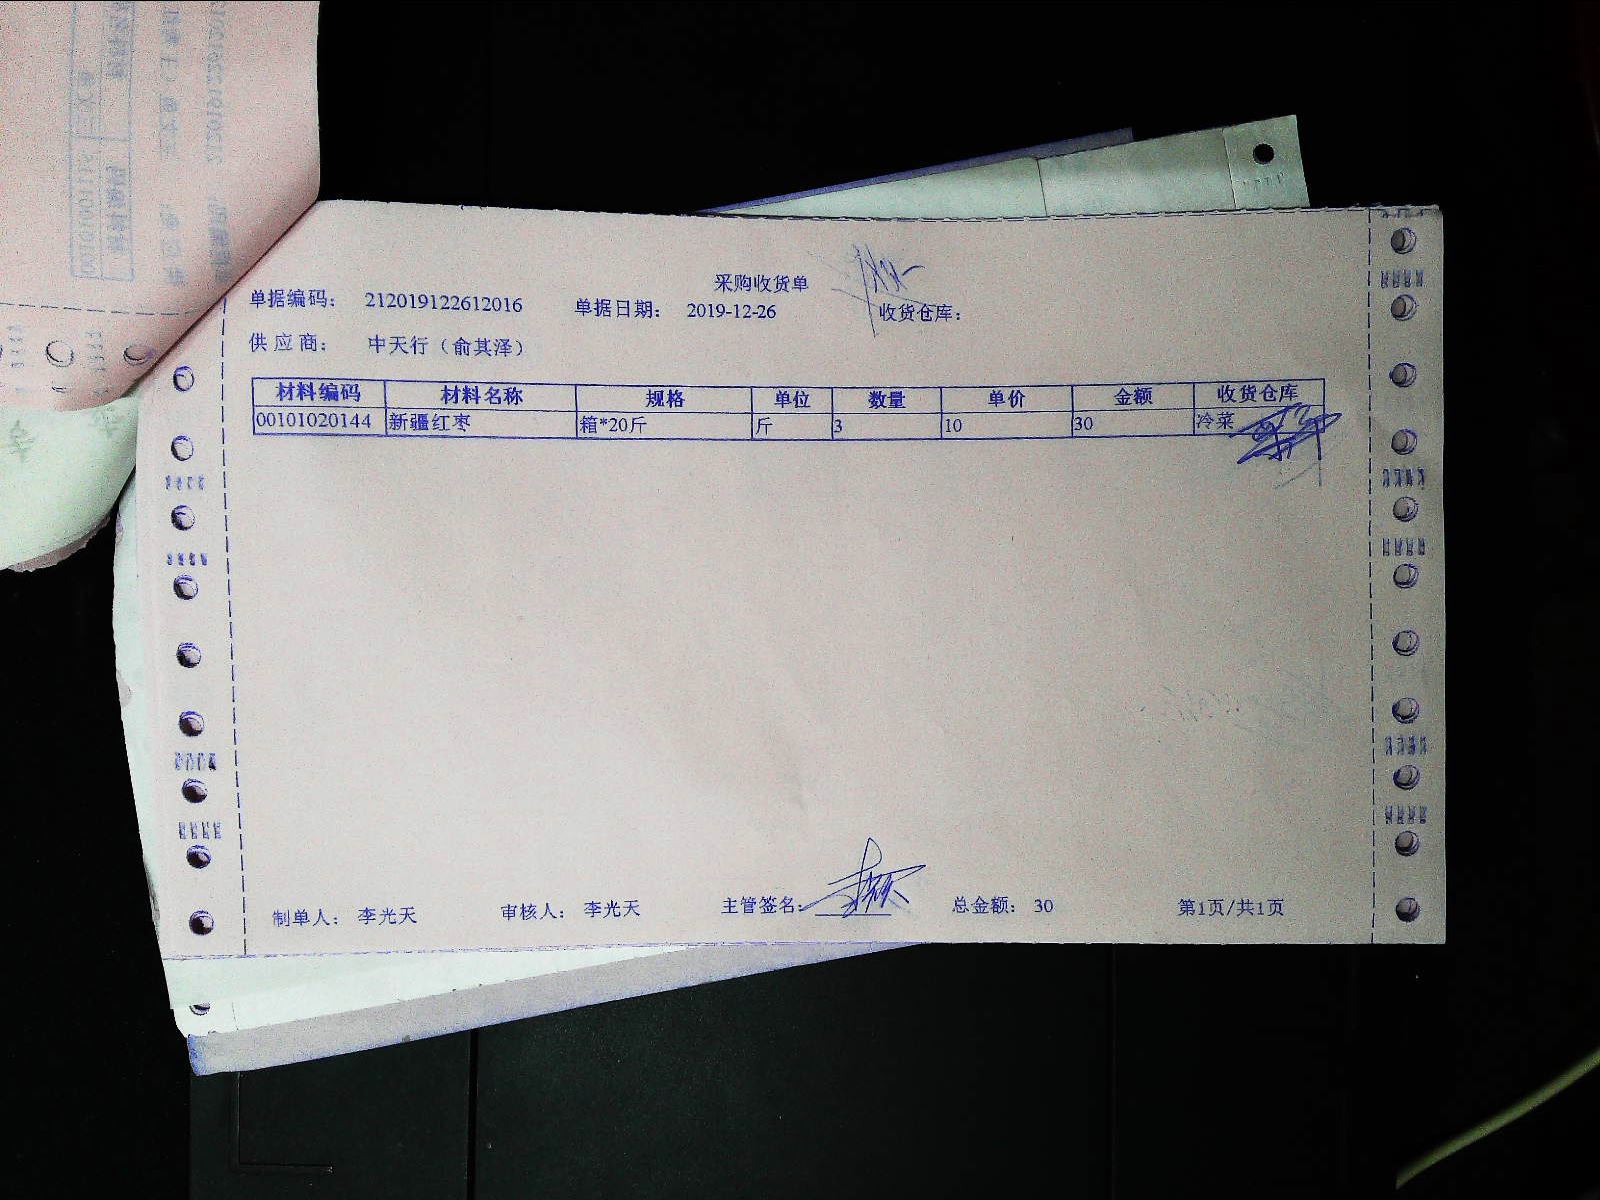 采购收货单
单据编码： 212019122612016 单据日期： 2019-12-26 收货仓库：
供应商： 中天行（俞其泽）
材料编码 材料名称 规格 单位 数量 单价 金额 收货仓库
00101020144 新疆红枣 箱*20斤 斤 3 10 30 冷菜
制单人： 李光天 审核人： 李光天 主管签名： 总金额： 30 第1页/共1页